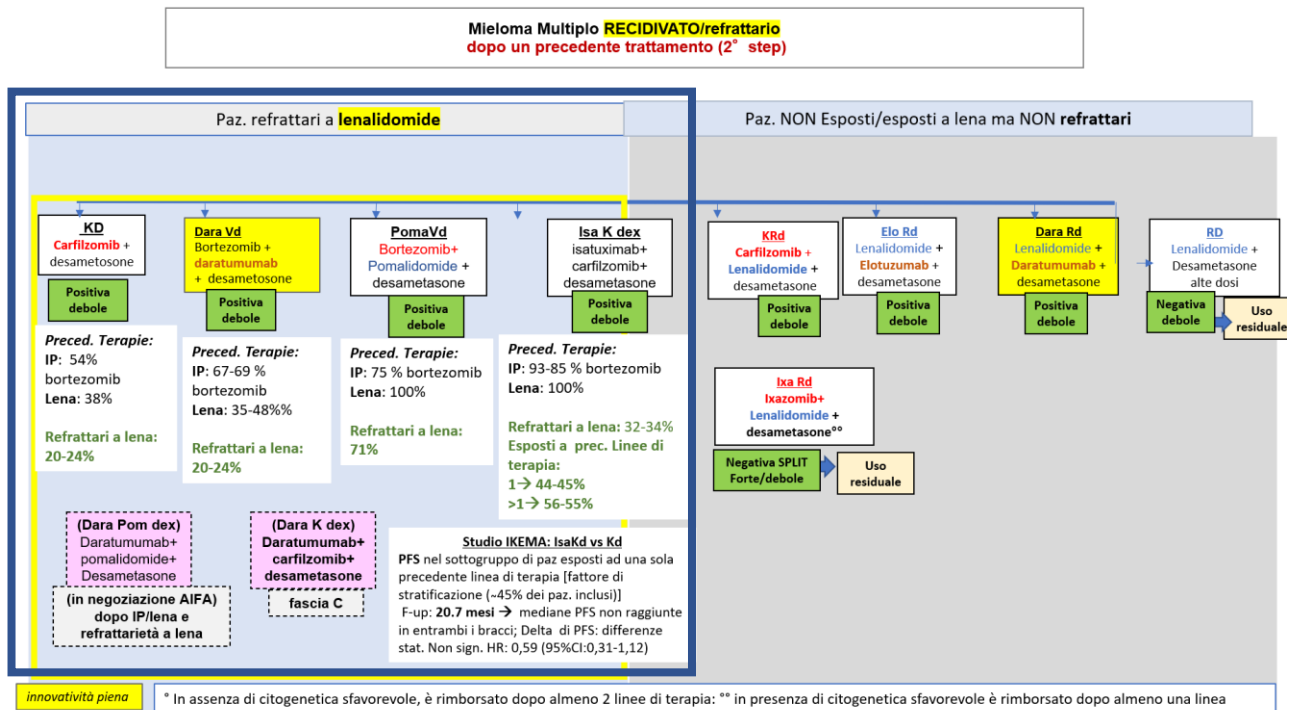 Mieloma Multiplo RECIDIVATO/refrattario
dopo un precedente trattamento (2° step)
Paz. refrattari a lenalidomide
Paz. NON Esposti/esposti a lena ma NON refrattari
KD
Carfilzomib +
desametosone
Positiva
debole
Preced. Terapie:
IP: 54%
bortezomib
Lena: 38%
Refrattari a lena:
20-24%
Dara Vd
Bortezomib +
daratumumab
+ desmetosone
Positiva
debole
Preced. Terapie:
IP: 67-69 %
bortezomib
Lena: 35-48%%
Refrattari a lena:
20-24%
PomaVd
Bortezomib+
Pomalidomide +
desametasone
Positiva
debole
Preced. Terapie:
IP: 75 % bortezomib
Lena: 100%
Refrattari a lena:
71%
Isa K dex
isatuximab+
carfilzomib+
desametasone
Positiva
debole
Preced. Terapie:
IP: 93-85 % bortezomib
Lena: 100%
Refrattari a lena: 32-34%
Esposti a prec. Linee di
terapia:
1→ 44-45%
>1→ 56-55%
KRd
Carfilzomib +
Lenalidomide +
desametasone
Positiva
debole
Elo Rd
Lenalidomide +
Elotuzumab +
desametasone
Positiva
debole
Dara Rd
Lenalidomide +
Daratumumab +
desametasone
Positiva
debole
RD
Lenalidomide +
Desametasone
alte dosi
Negativa
debole
Uso
residuale
Ixa Rd
Ixazomib+
Lenalidomide +
desametasone°°
Negativa SPLIT
Forte/debole
Uso
residuale
(Dara Pom dex)
Daratumumab+
pomalidomide+
Desametasone
(in negoziazione AIFA)
dopo IP/lena e
refrattarietà a lena
(Dara K dex)
Daratumumab+
carfilzomib+
desametasone
fascia C
Studio IKEMA: IsaKd vs Kd
PFS nel sottogruppo di paz esposti ad una sola
precedente linea di terapia [fattore di
stratificazione (~45% dei paz. inclusi)]
F-up: 20.7 mesi → mediane PFS non raggiunte
in entrambi i bracci; Delta di PFS: differenze
stat. Non sign. HR: 0,59 (95%CI:0,31-1,12)
innovatività piena
° In assenza di citogenetica sfavorevole, è rimborsato dopo almeno 2 linee di terapia: °° in presenza di citogenetica sfavorevole è rimborsato dopo almeno una linea